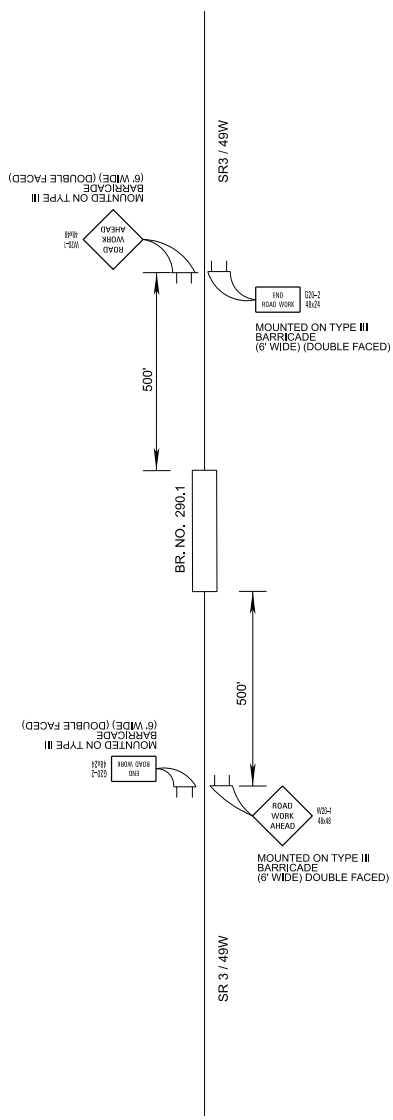 SR3 / 49W
MOUNTED ON TYPE III
BARRICADE
(6' WIDE) (DOUBLE FACED)
W20-1
48x48
ROAD
WORK
AHEAD
END
ROAD WORK
G20-2
48x24
MOUNTED ON TYPE III
BARRICADE
(6' WIDE) (DOUBLE FACED)
500'
BR. NO. 290.1
500'
MOUNTED ON TYPE III
BARRICADE
(6' WIDE) (DOUBLE FACED)
G20-2
48x24
END
ROAD WORK
ROAD
WORK
AHEAD
W20-1
48x48
MOUNTED ON TYPE III
BARRICADE
(6' WIDE) DOUBLE FACED)
SR 3 / 49W